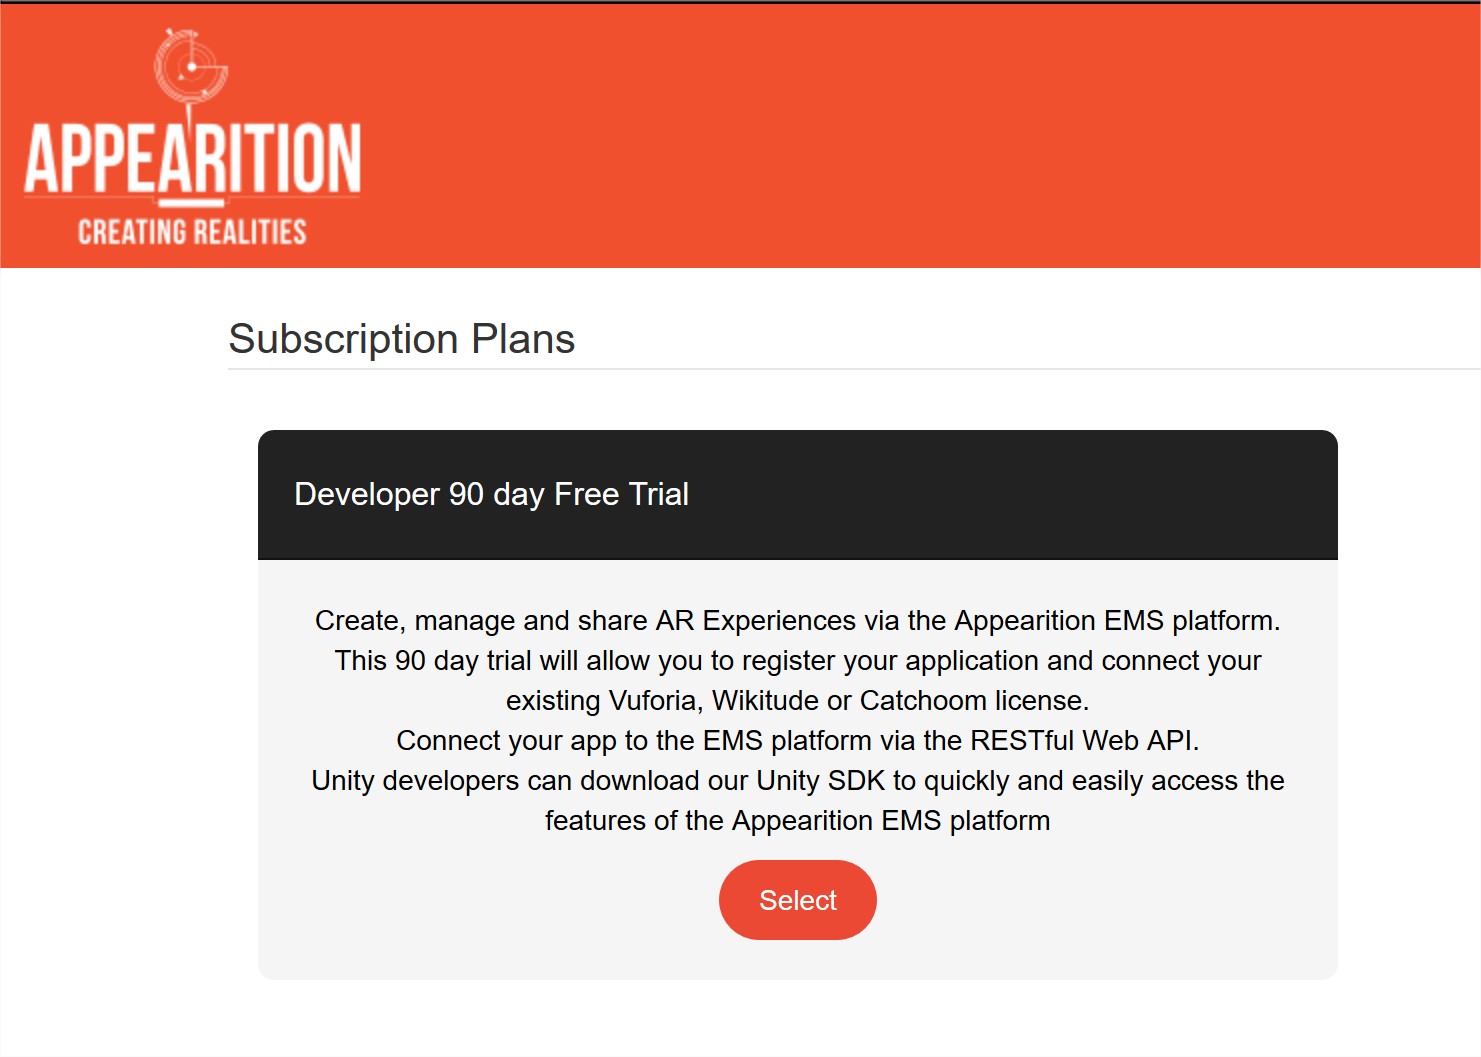 APPEARITION
CREATING REALITIES
Subscription Plans
Developer 90 day Free Trial
Create, manage and share AR Experiences via the Appearition EMS platform.
This 90 day trial will allow you to register your application and connect your
existing Vuforia, Wikitude or Catchoom license.
Connect your app to the EMS platform via the RESTful Web API.
Unity developers can download our Unity SDK to quickly and easily access the
features of the Appearition EMS platform
Select